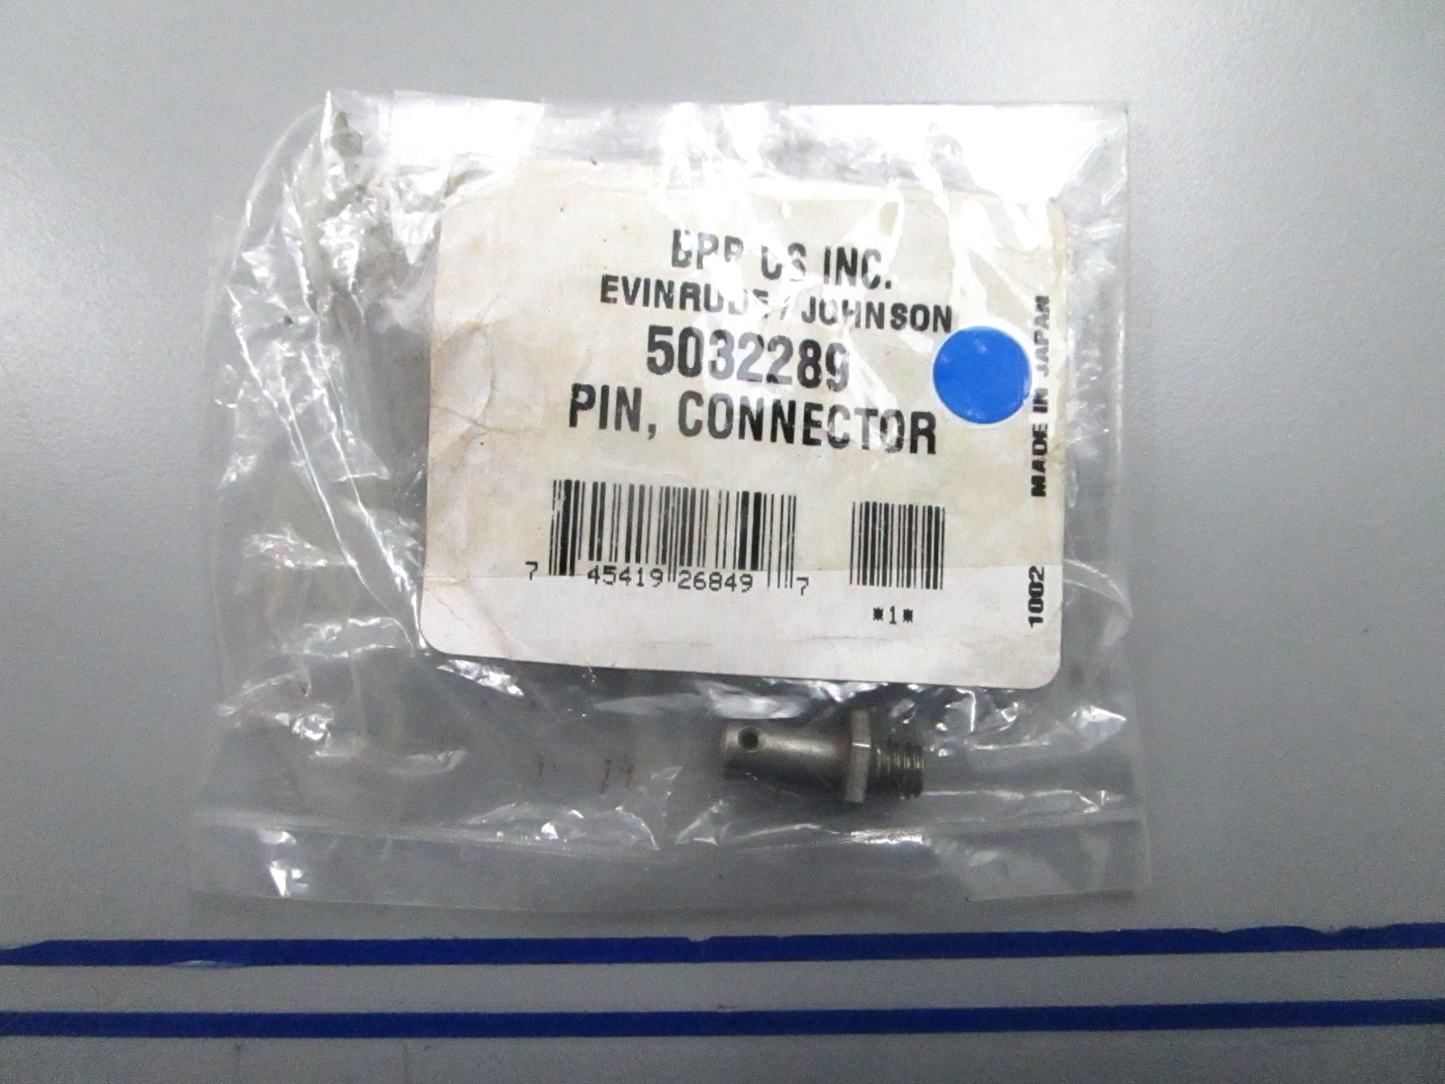 BRP US INC.
EVINRUDE/JOHNSON
5032289
PIN, CONNECTOR
7 45419 26849 7
*1*
1002 MADE IN JAPAN